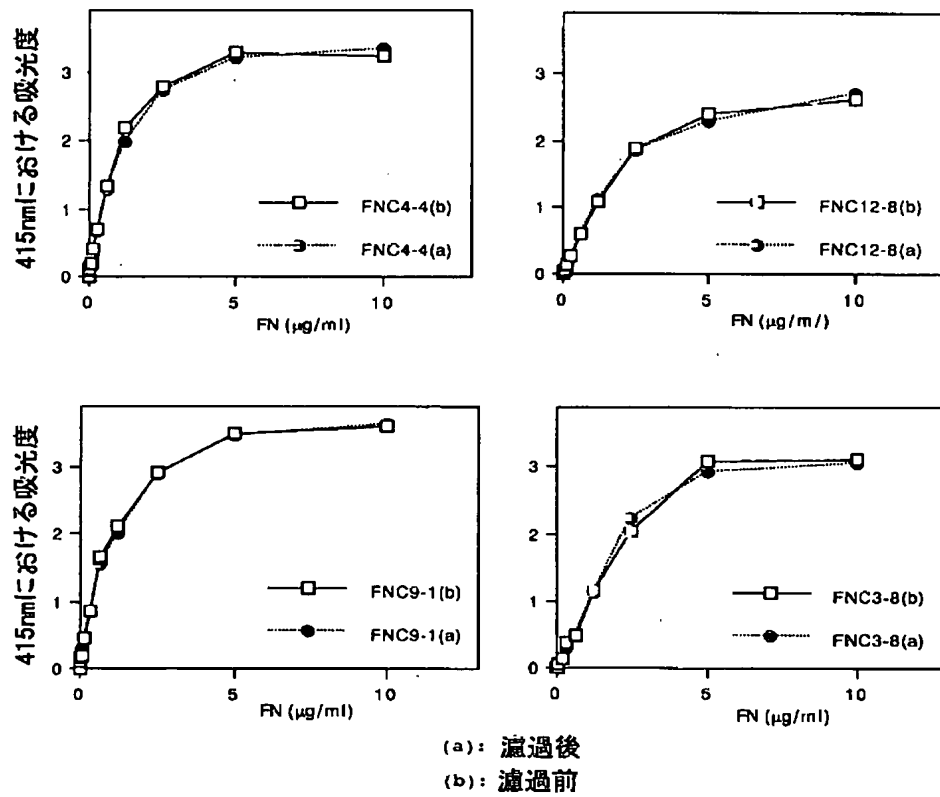 415nmにおける吸光度
3
2
1
0
FNC4-4(b)
FNC4-4(a)
0
5
10
FN (μg/ml)
3
2
1
0
FNC12-8(b)
FNC12-8(a)
0
5
10
FN (μg/m/)
415nmにおける吸光度
3
2
1
0
FNC9-1(b)
FNC9-1(a)
0
5
10
FN (μg/ml)
3
2
1
0
FNC3-8(b)
FNC3-8(a)
0
5
10
FN (μg/ml)
(a): 濾過後
(b): 濾過前